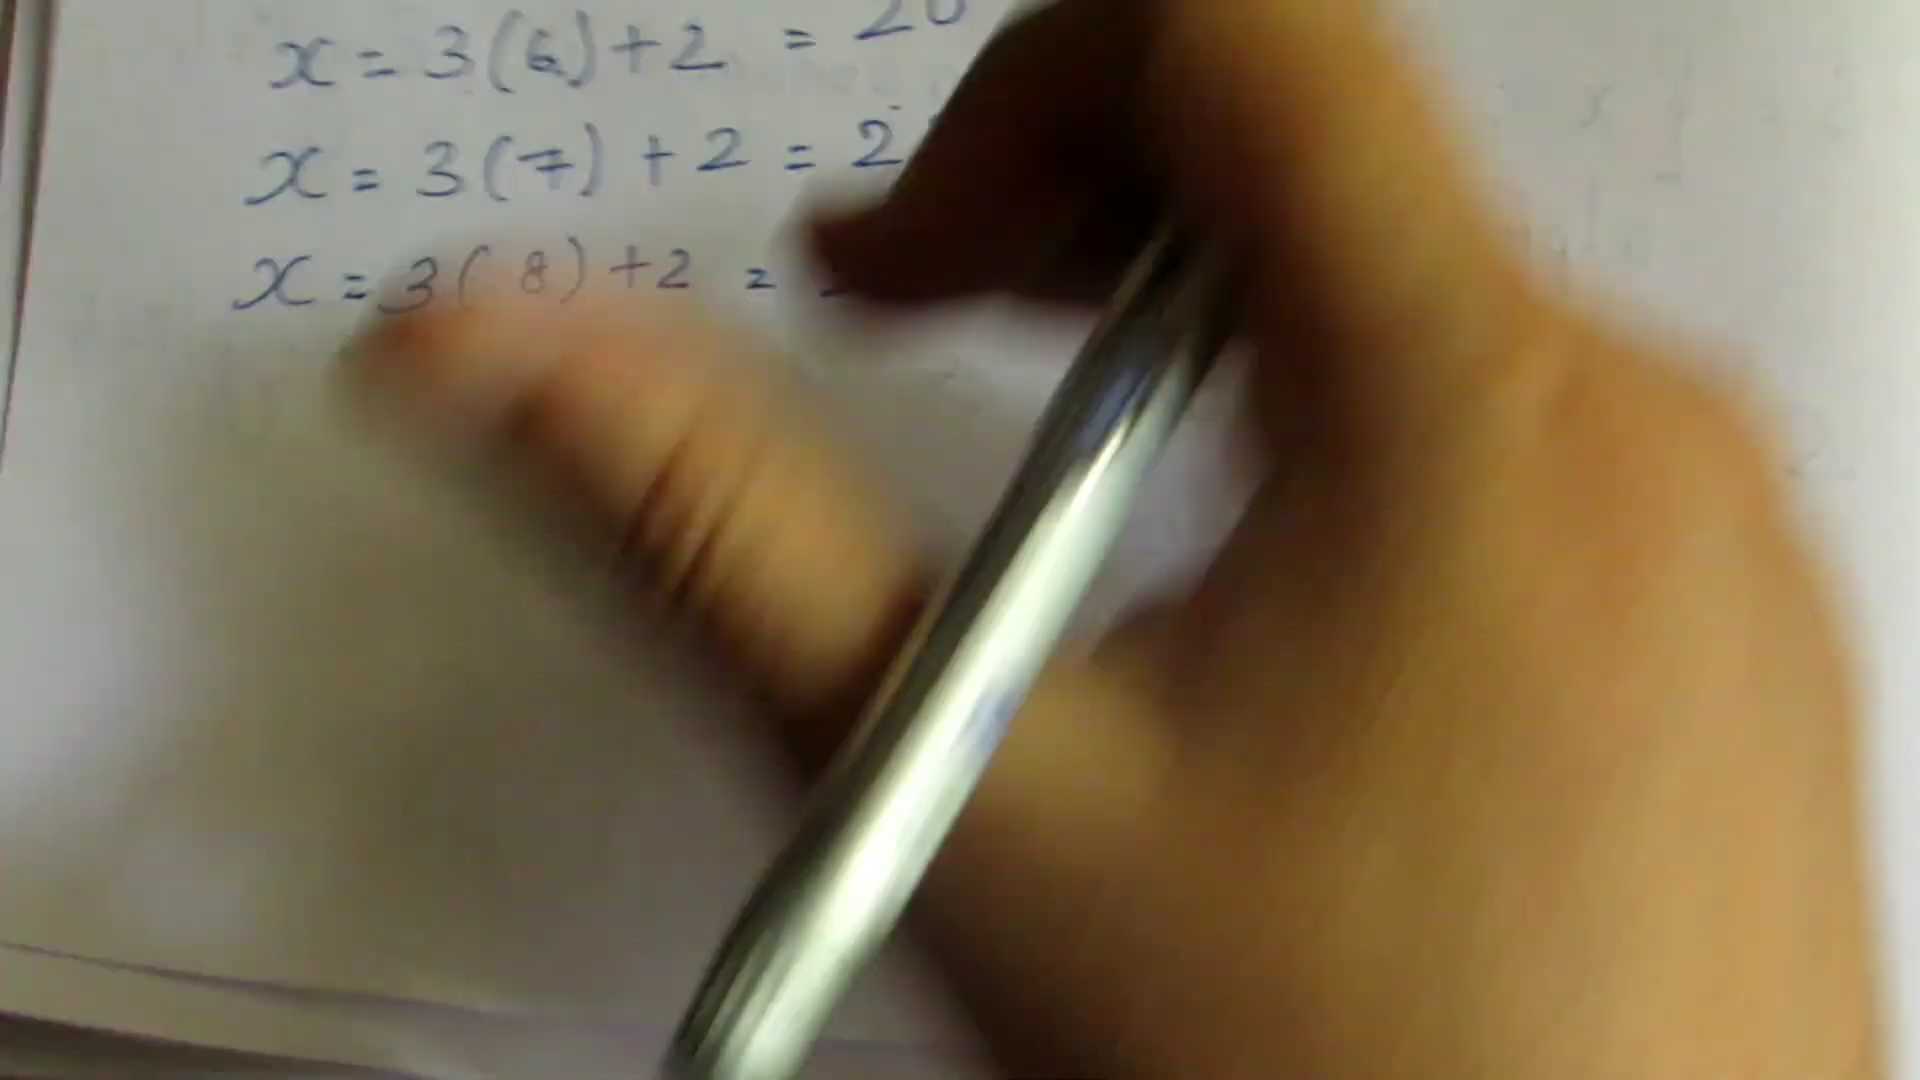 x = 3(6) + 2 = 20
x = 3(7) + 2 = 2
x = 3(8) + 2 =